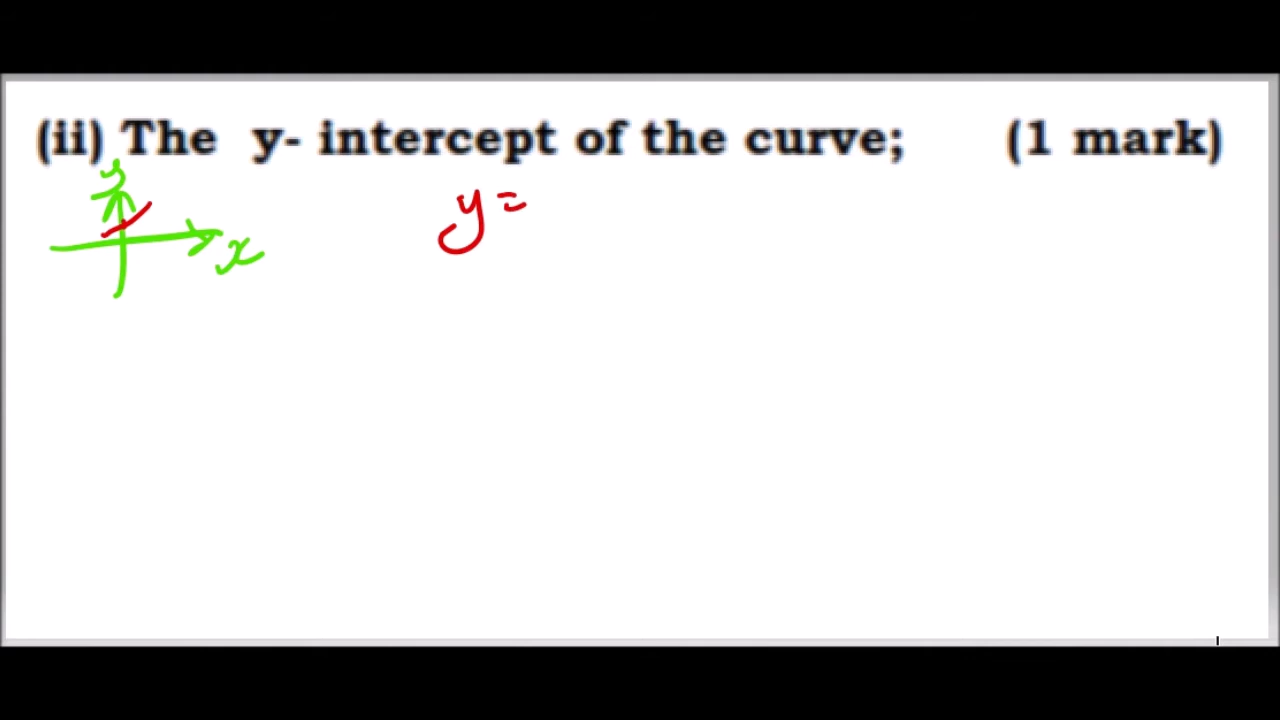 (ii) The y- intercept of the curve; (1 mark)
y
y =
x